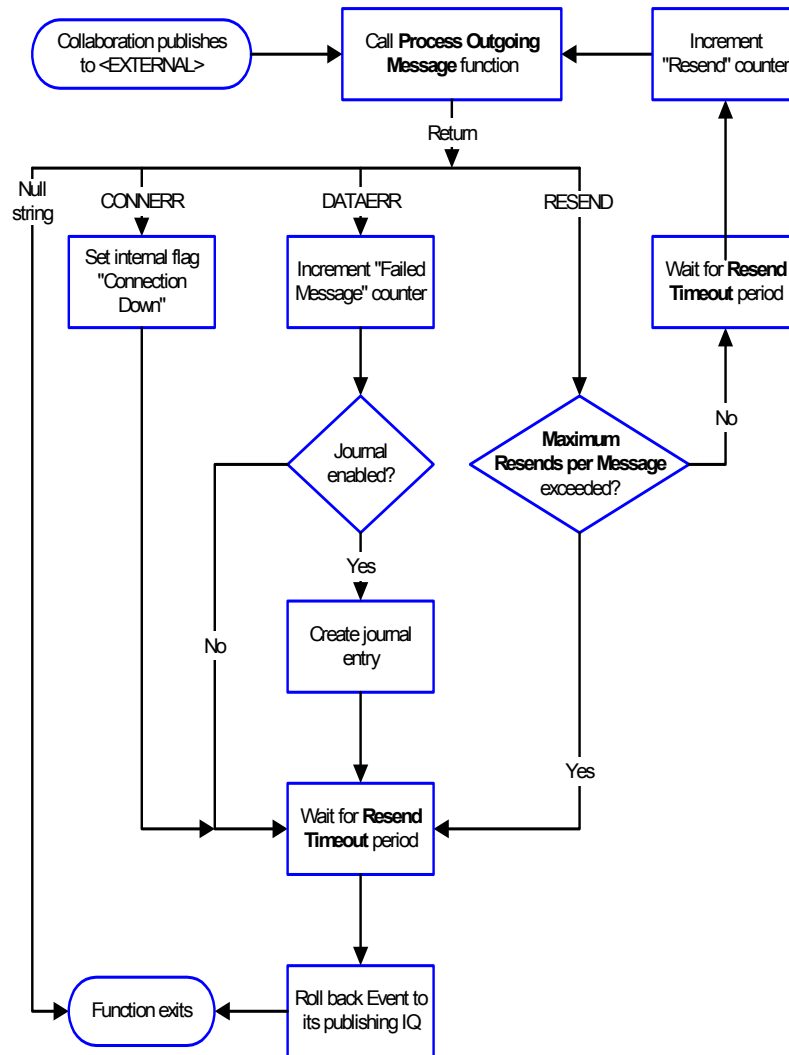 Collaboration publishes
to <EXTERNAL>
Call Process Outgoing
Message function
Increment
"Resend" counter
Return
Null
string
CONNERR
DATAERR
RESEND
Set internal flag
"Connection
Down"
Increment "Failed
Message" counter
Wait for Resend
Timeout period
No
Journal
enabled?
Maximum
Resends per Message
exceeded?
Yes
No
Create journal
entry
Yes
Wait for Resend
Timeout period
Function exits
Roll back Event to
its publishing IQ